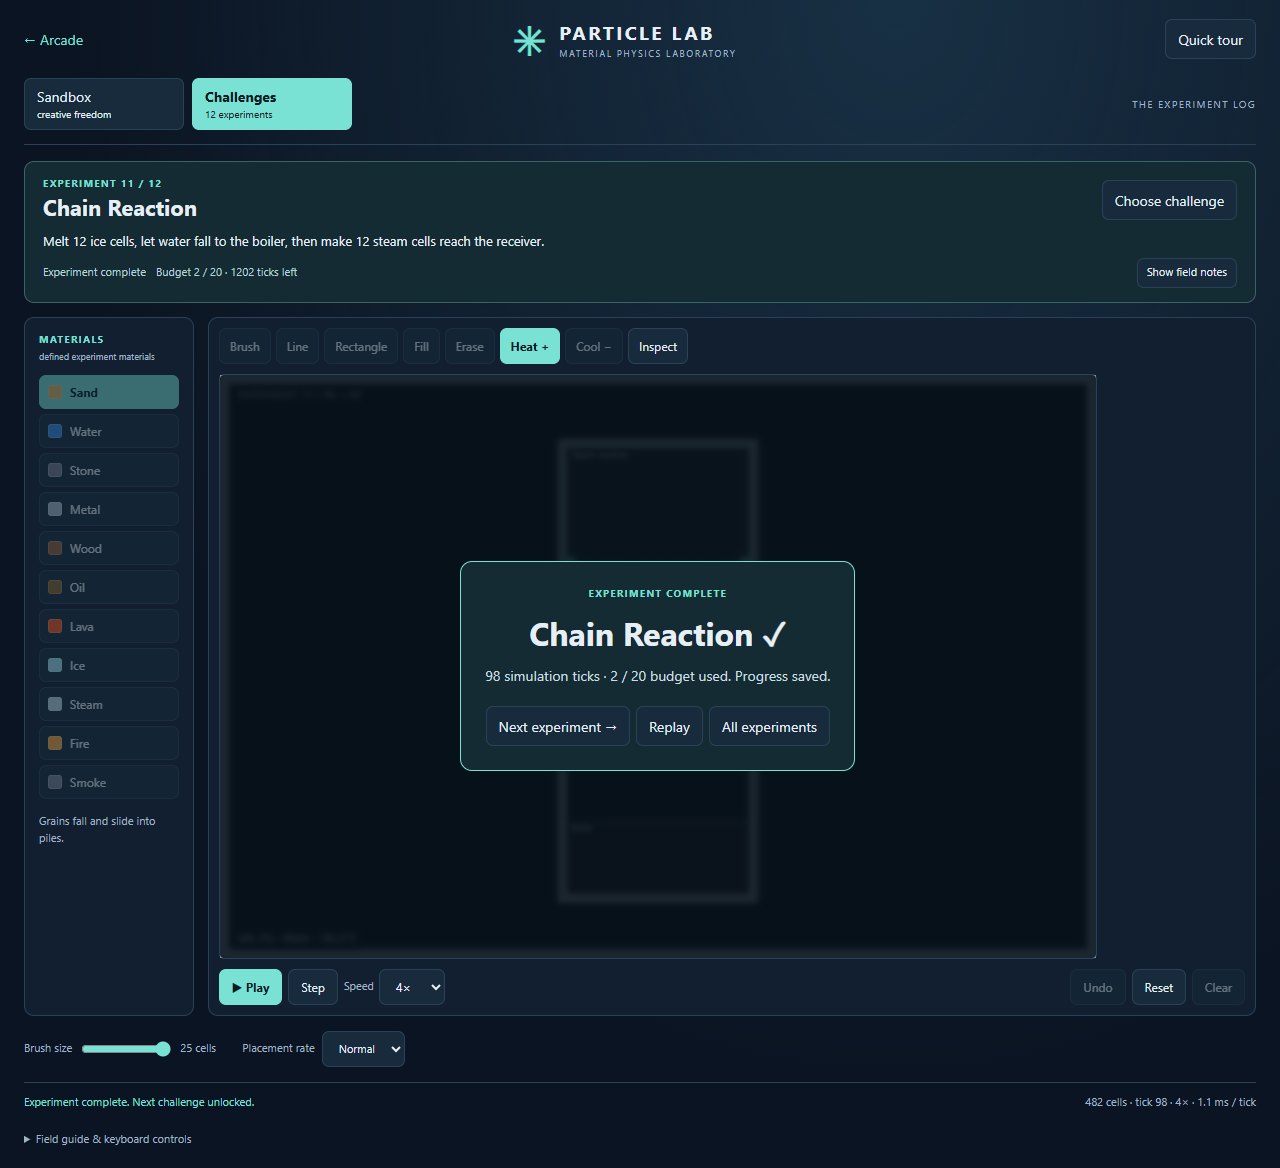 ← Arcade
PARTICLE LAB
MATERIAL PHYSICS LABORATORY
Quick tour
Sandbox
creative freedom
Challenges
12 experiments
THE EXPERIMENT LOG
EXPERIMENT 11 / 12
Chain Reaction
Choose challenge
Melt 12 ice cells, let water fall to the boiler, then make 12 steam cells reach the receiver.
Experiment complete Budget 2 / 20 · 1202 ticks left
Show field notes
MATERIALS
defined experiment materials
Sand
Water
Stone
Metal
Wood
Oil
Lava
Ice
Steam
Fire
Smoke
Grains fall and slide into
piles.
Brush Line Rectangle Fill Erase Heat + Cool − Inspect
EXPERIMENT COMPLETE
Chain Reaction ✓
98 simulation ticks · 2 / 20 budget used. Progress saved.
Next experiment → Replay All experiments
▶ Play Step Speed 4× Undo Reset Clear
Brush size 25 cells Placement rate Normal
Experiment complete. Next challenge unlocked.
482 cells · tick 98 · 4× · 1.1 ms / tick
▶ Field guide & keyboard controls